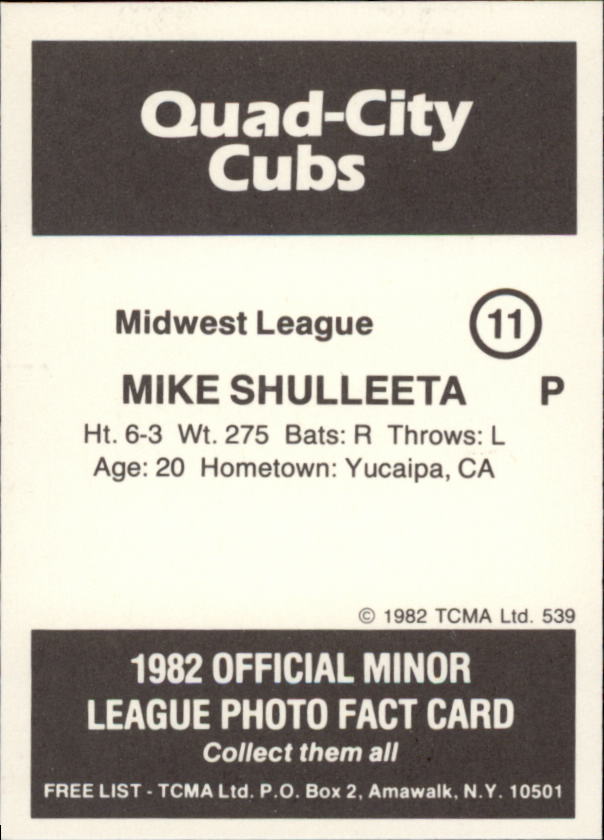 Quad-City
Cubs
Midwest League 11
MIKE SHULLEETA P
Ht. 6-3 Wt. 275 Bats: R Throws: L
Age: 20 Hometown: Yucaipa, CA
© 1982 TCMA Ltd. 539
1982 OFFICIAL MINOR
LEAGUE PHOTO FACT CARD
Collect them all
FREE LIST - TCMA Ltd. P.O. Box 2, Amawalk, N.Y. 10501